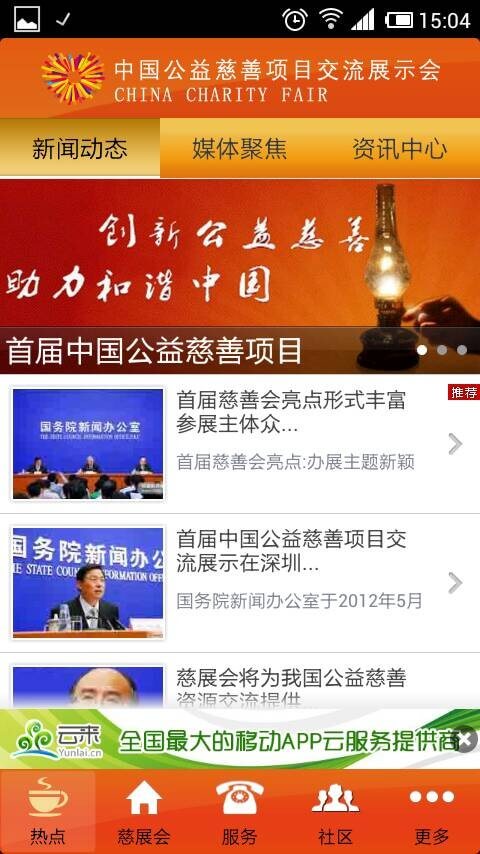 15:04
中国公益慈善项目交流展示会
CHINA CHARITY FAIR
新闻动态
媒体聚焦
资讯中心
创新公益慈善
助力和谐中国
首届中国公益慈善项目
推荐
国务院新闻办公室
THE STATE COUNCIL INFORMATION OFFICE, P.R.C
首届慈善会亮点形式丰富
参展主体众...
首届慈善会亮点:办展主题新颖
国务院新闻办公
THE STATE COUNCIL INFORMATION OFFICE
首届中国公益慈善项目交
流展示在深圳...
国务院新闻办公室于2012年5月
慈展会将为我国公益慈善
资源交流提供...
云来
Yunlai.cn
全国最大的移动APP云服务提供商
热点
慈展会
服务
社区
更多